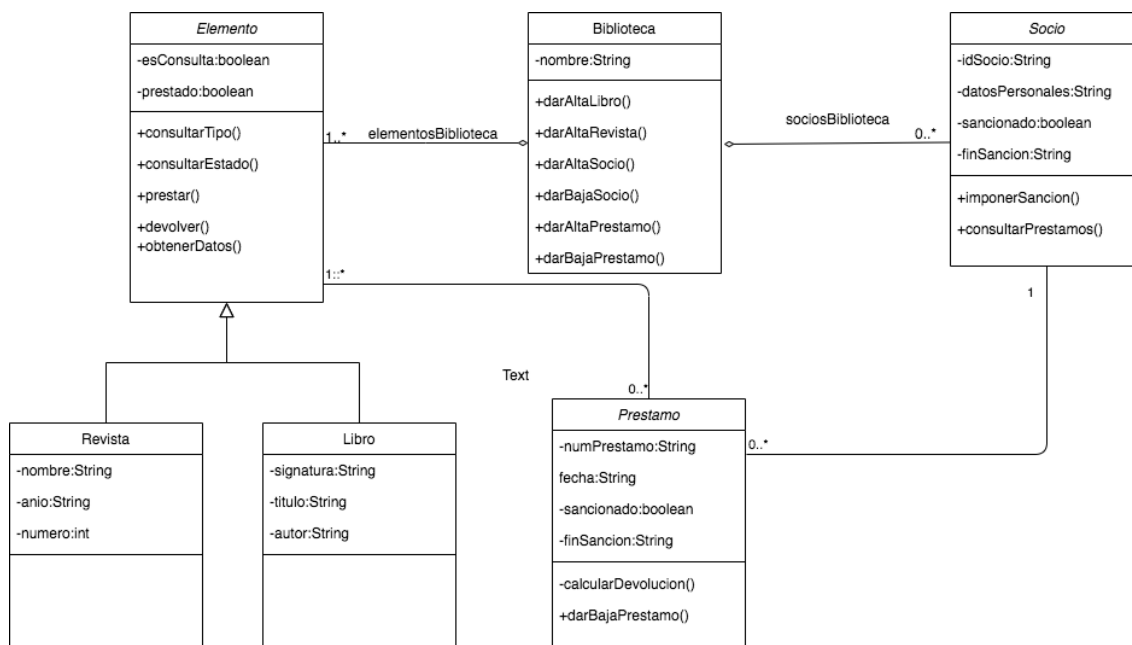 Elemento
-esConsulta:boolean
-prestado:boolean
+consultarTipo()
+consultarEstado()
+prestar()
+devolver()
+obtenerDatos()
1..*
elementosBiblioteca
Biblioteca
-nombre:String
+darAltaLibro()
+darAltaRevista()
+darAltaSocio()
+darBajaSocio()
+darAltaPrestamo()
+darBajaPrestamo()
sociosBiblioteca
0..*
Socio
-idSocio:String
-datosPersonales:String
-sancionado:boolean
-finSancion:String
+imponerSancion()
+consultarPrestamos()
1::*
1
Text
0..*
0..*
Revista
-nombre:String
-anio:String
-numero:int
Libro
-signatura:String
-titulo:String
-autor:String
Prestamo
-numPrestamo:String
fecha:String
-sancionado:boolean
-finSancion:String
-calcularDevolucion()
+darBajaPrestamo()